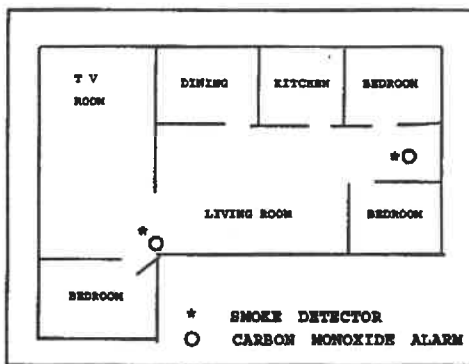 T V
ROOM
DINING
KITCHEN
BEDROOM
*
LIVING ROOM
BEDROOM
*
BEDROOM
* SMOKE DETECTOR
O CARBON MONOXIDE ALARM